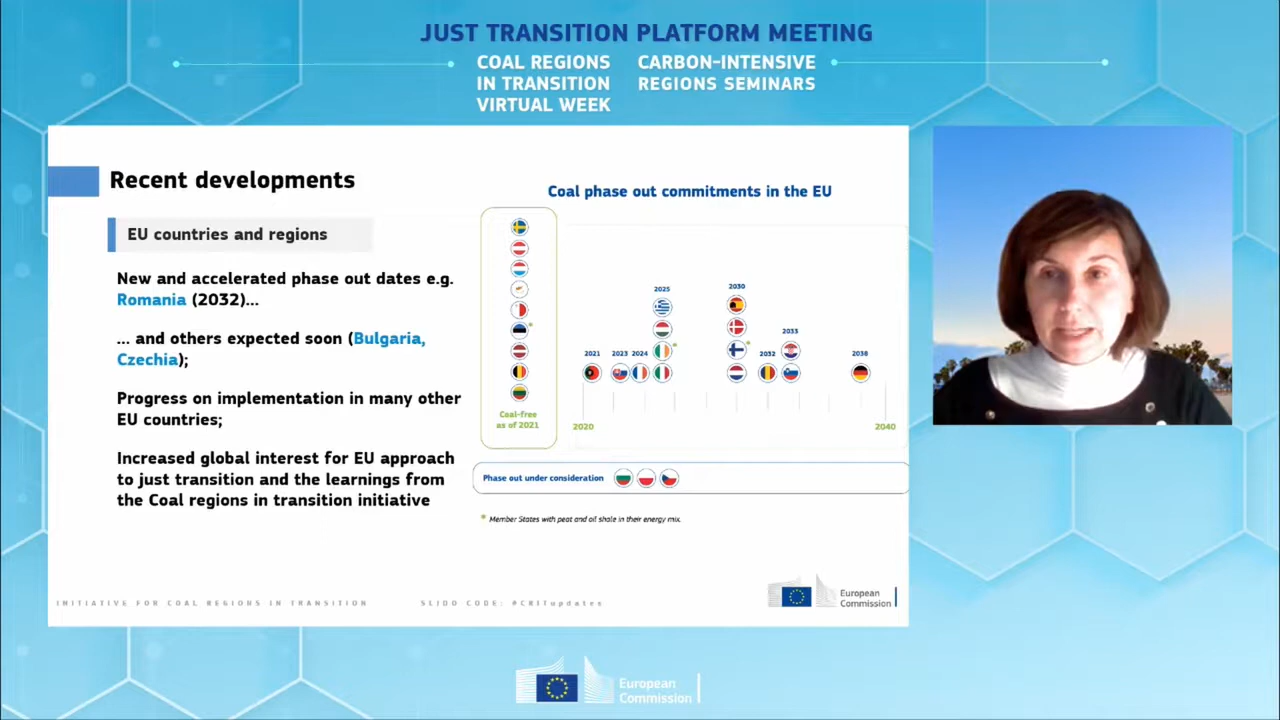 JUST TRANSITION PLATFORM MEETING
COAL REGIONS
IN TRANSITION
VIRTUAL WEEK
CARBON-INTENSIVE
REGIONS SEMINARS
Recent developments
EU countries and regions
New and accelerated phase out dates e.g.
Romania (2032)...
... and others expected soon (Bulgaria,
Czechia);
Progress on implementation in many other
EU countries;
Increased global interest for EU approach
to just transition and the learnings from
the Coal regions in transition initiative
Coal phase out commitments in the EU
Coal-free
as of 2021
2021
2023
2024
2025
2030
2032
2033
2038
2020
2040
Phase out under consideration
* Member States with peat and oil shale in their energy mix.
INITIATIVE FOR COAL REGIONS IN TRANSITION
SLIDO CODE: #CRITupdates
European
Commission
European
Commission